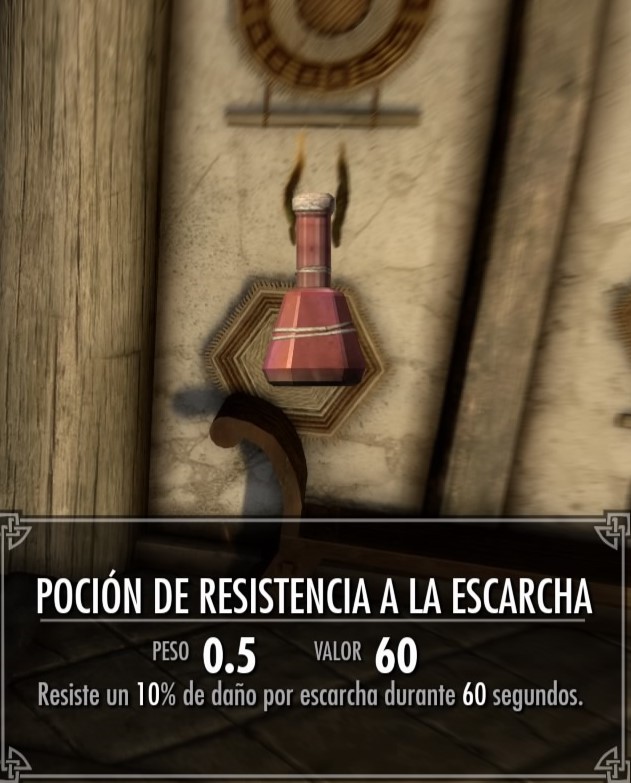 POCIÓN DE RESISTENCIA A LA ESCARCHA
PESO 0.5 VALOR 60
Resiste un 10% de daño por escarcha durante 60 segundos.